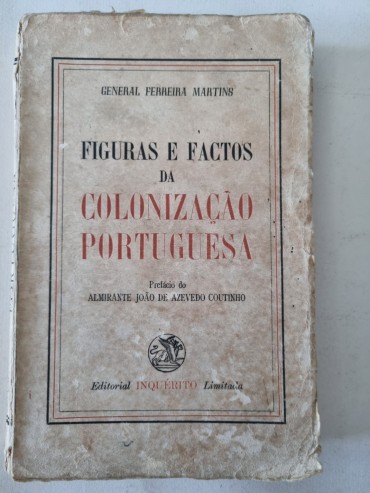 GENERAL FERREIRA MARTINS
FIGURAS E FACTOS
DA
COLONIZAÇÃO
PORTUGUESA
Prefácio do
ALMIRANTE JOÃO DE AZEVEDO COUTINHO
Editorial INQUÉRITO Limitada